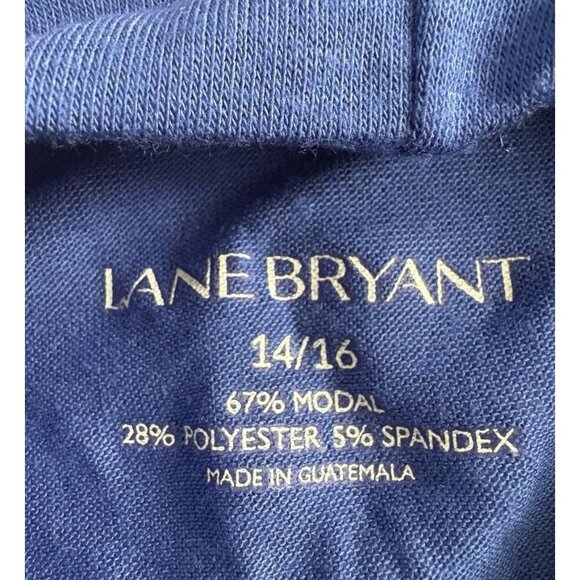 LANE BRYANT
14/16
67% MODAL
28% POLYESTER 5% SPANDEX
MADE IN GUATEMALA